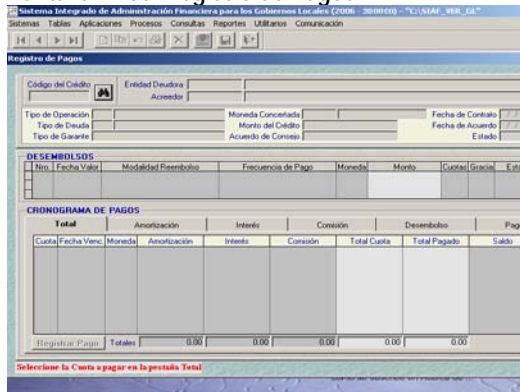 Sistema Integrado de Administración Financiera para los Gobiernos Locales (2006 - 300000) - "C:\SIAF_VER_GL"
Sistemas Tablas Aplicaciones Procesos Consultas Reportes Utilitarios Comunicación
Registro de Pagos
Código del Crédito Entidad Deudora
Acreedor
Tipo de Operación Moneda Concertada Fecha de Contrato / /
Tipo de Deuda Monto del Crédito Fecha de Acuerdo / /
Tipo de Garante Acuerdo de Consejo Estado
DESEMBOLSOS
Nro. Fecha Valor Modalidad Reembolso Frecuencia de Pago Moneda Monto Cuotas Gracia Est
CRONOGRAMA DE PAGOS
Total Amortización Interés Comisión Desembolso Pag
Cuota Fecha Venc. Moneda Amortización Interés Comisión Total Cuota Total Pagado Saldo
Registrar Pago Totales 0.00 0.00 0.00 0.00 0.00
Seleccione la Cuota a pagar en la pestaña Total